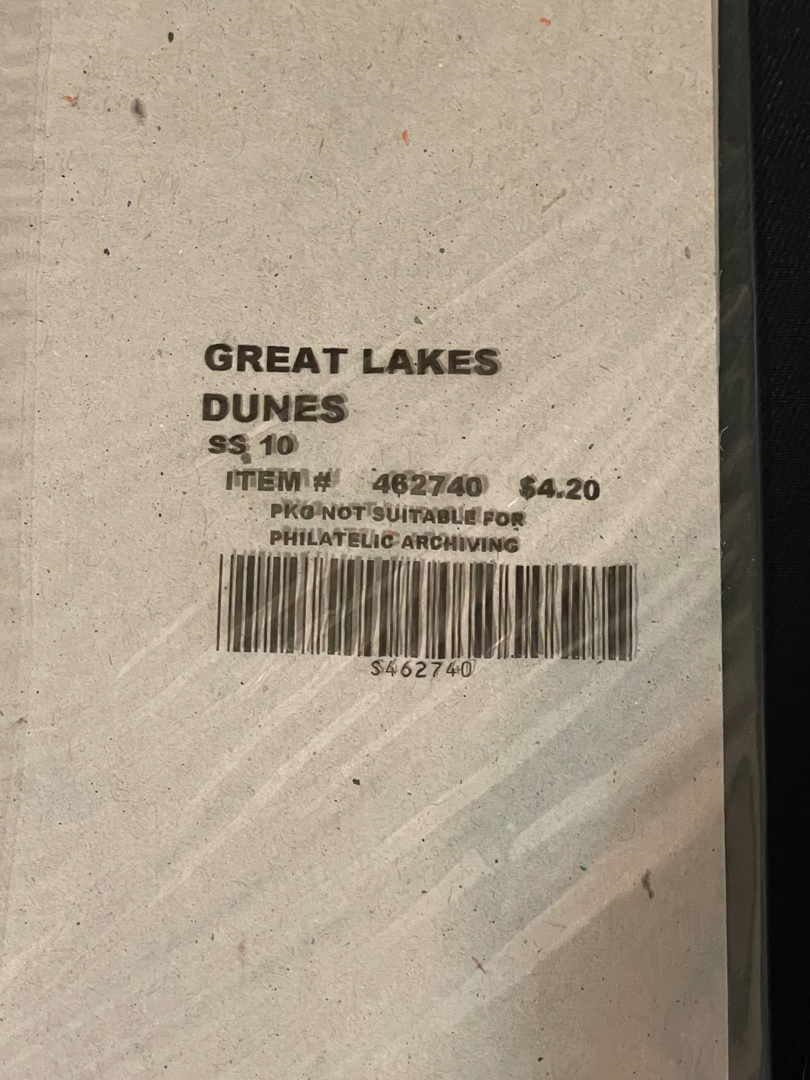 GREAT LAKES
DUNES
SS 10
ITEM # 462740 $4.20
PKG NOT SUITABLE FOR
PHILATELIC ARCHIVING
S462740